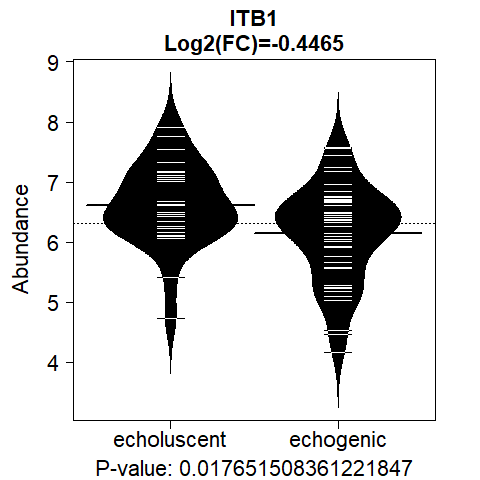 ITB1
Log2(FC)=-0.4465
9
8
7
6
5
4
Abundance
echoluscent echogenic
P-value: 0.017651508361221847